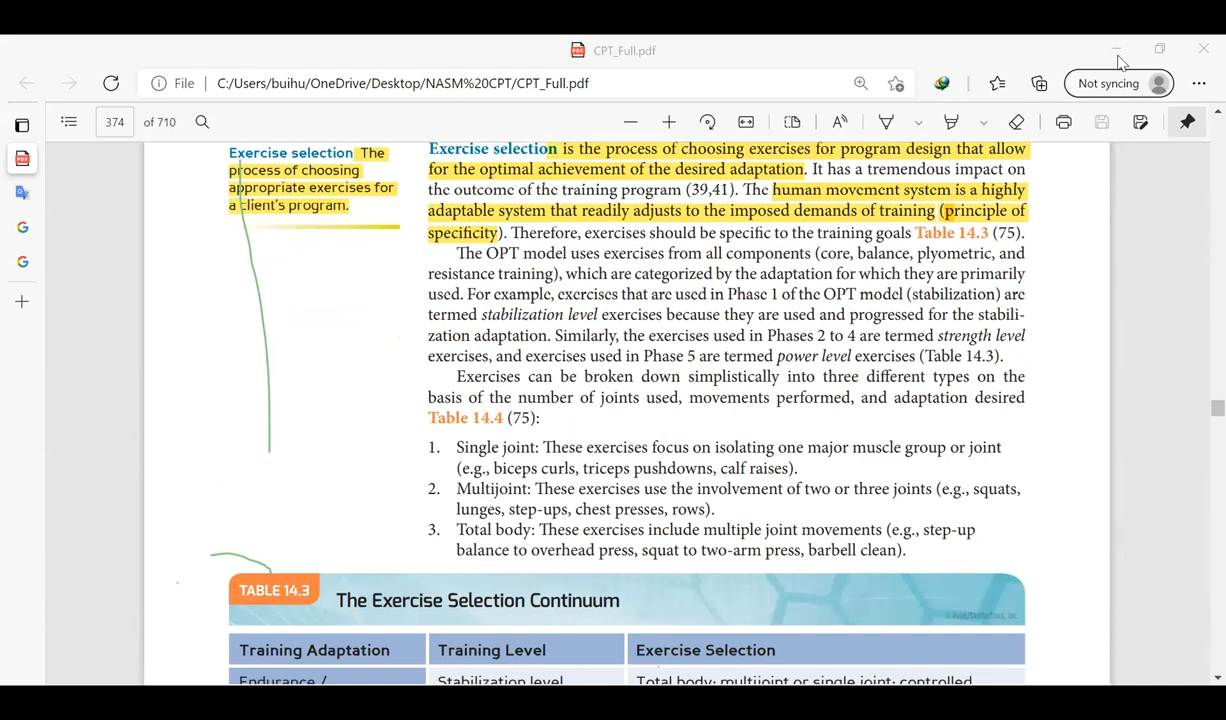 CPT_Full.pdf
File
C:/Users/buihu/OneDrive/Desktop/NASM%20CPT/CPT_Full.pdf
Not syncing
374 of 710
Exercise selection The
process of choosing
appropriate exercises for
a client's program.
Exercise selection is the process of choosing exercises for program design that allow
for the optimal achievement of the desired adaptation. It has a tremendous impact on
the outcome of the training program (39,41). The human movement system is a highly
adaptable system that readily adjusts to the imposed demands of training (principle of
specificity). Therefore, exercises should be specific to the training goals Table 14.3 (75).
The OPT model uses exercises from all components (core, balance, plyometric, and
resistance training), which are categorized by the adaptation for which they are primarily
used. For example, exercises that are used in Phase 1 of the OPT model (stabilization) are
termed stabilization level exercises because they are used and progressed for the stabili-
zation adaptation. Similarly, the exercises used in Phases 2 to 4 are termed strength level
exercises, and exercises used in Phase 5 are termed power level exercises (Table 14.3).
Exercises can be broken down simplistically into three different types on the
basis of the number of joints used, movements performed, and adaptation desired
Table 14.4 (75):
1. Single joint: These exercises focus on isolating one major muscle group or joint
(e.g., biceps curls, triceps pushdowns, calf raises).
2. Multijoint: These exercises use the involvement of two or three joints (e.g., squats,
lunges, step-ups, chest presses, rows).
3. Total body: These exercises include multiple joint movements (e.g., step-up
balance to overhead press, squat to two-arm press, barbell clean).
TABLE 14.3
The Exercise Selection Continuum
Training Adaptation
Training Level
Exercise Selection
Endurance /
Stabilization level
Total body; multijoint or single joint; controlled